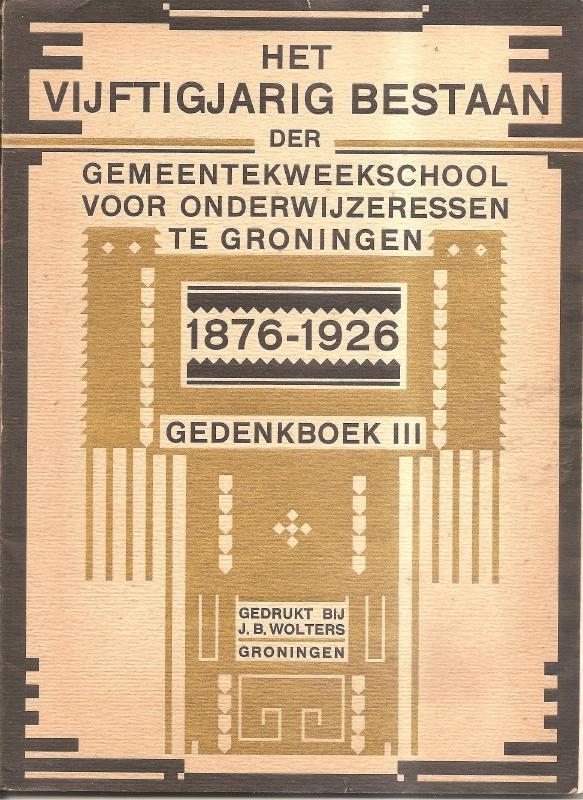 HET
VIJFTIGJARIG BESTAAN
DER
GEMEENTEKWEEKSCHOOL
VOOR ONDERWIJZERESSEN
TE GRONINGEN
1876-1926
GEDENKBOEK III
GEDRUKT BIJ
J. B. WOLTERS
GRONINGEN